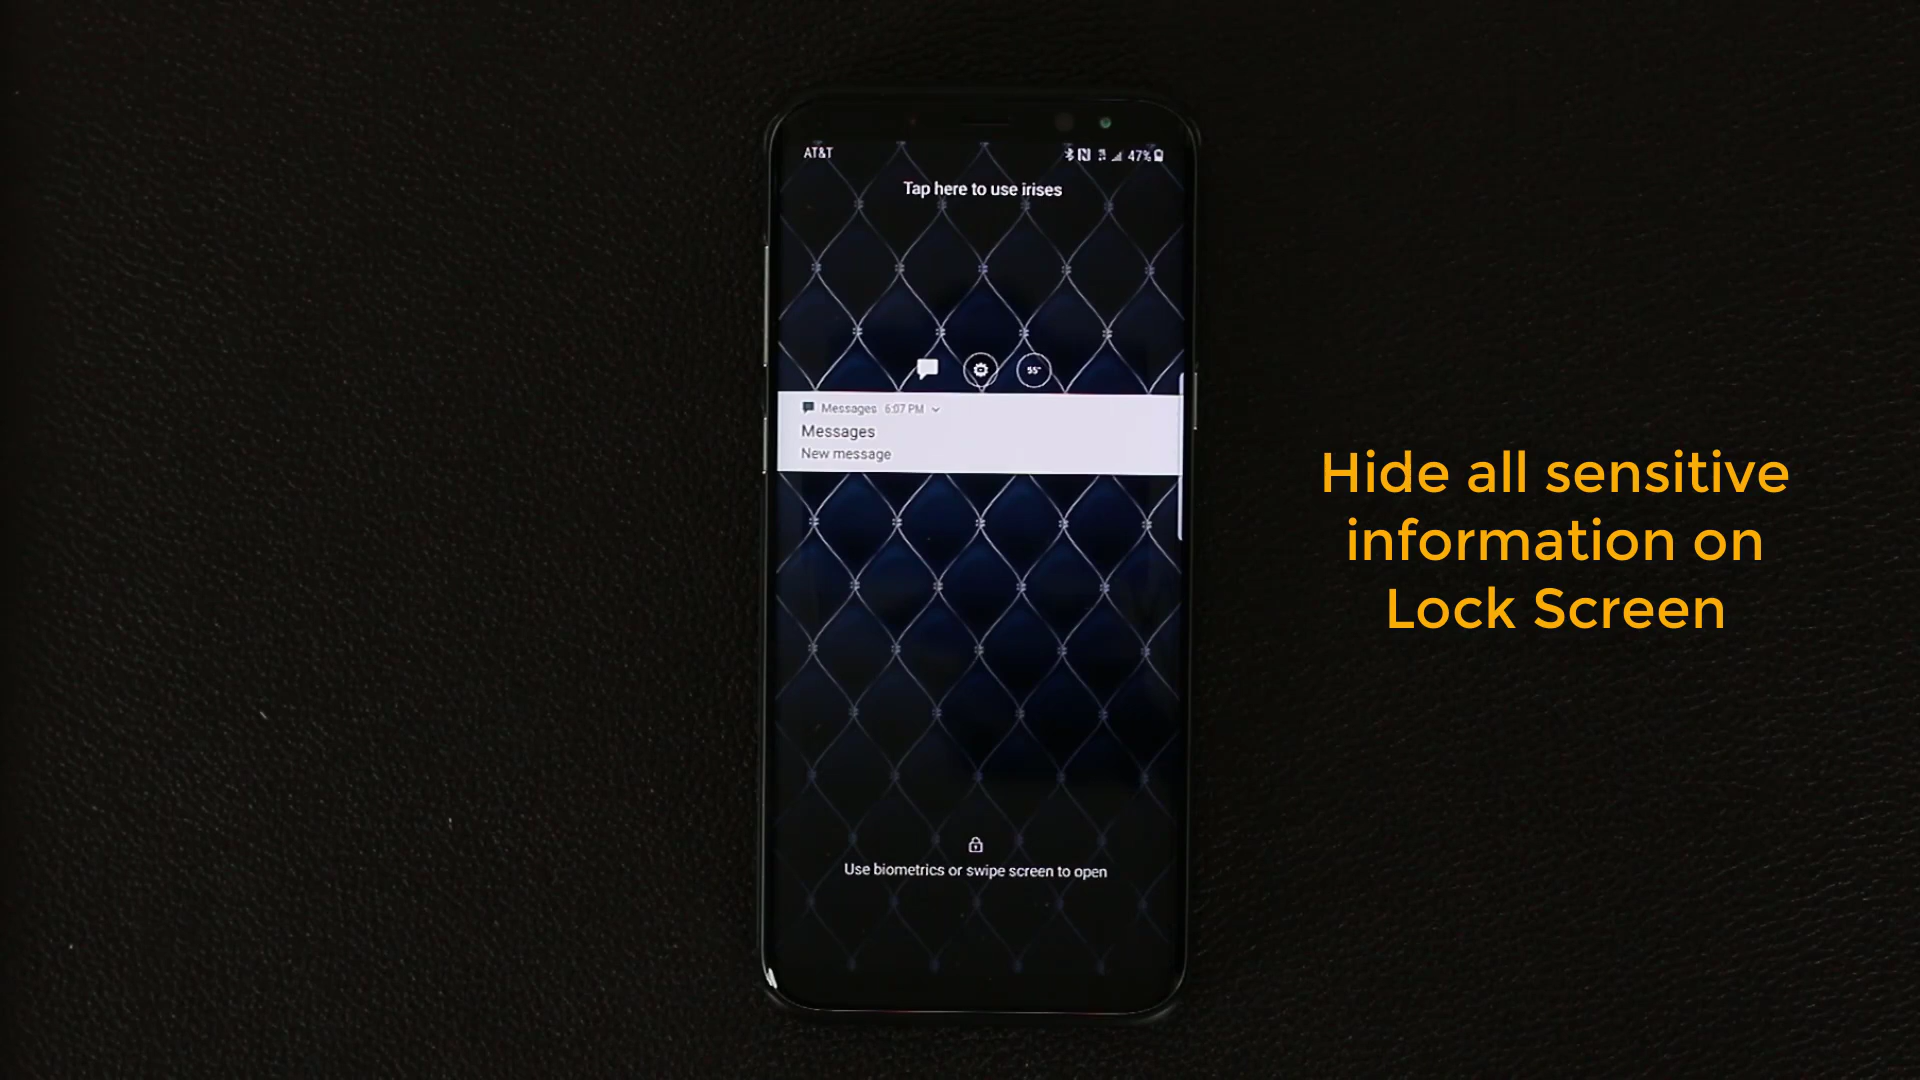 AT&T
47%
Tap here to use irises
55°
Messages 6:07 PM
Messages
New message
Hide all sensitive
information on
Lock Screen
Use biometrics or swipe screen to open